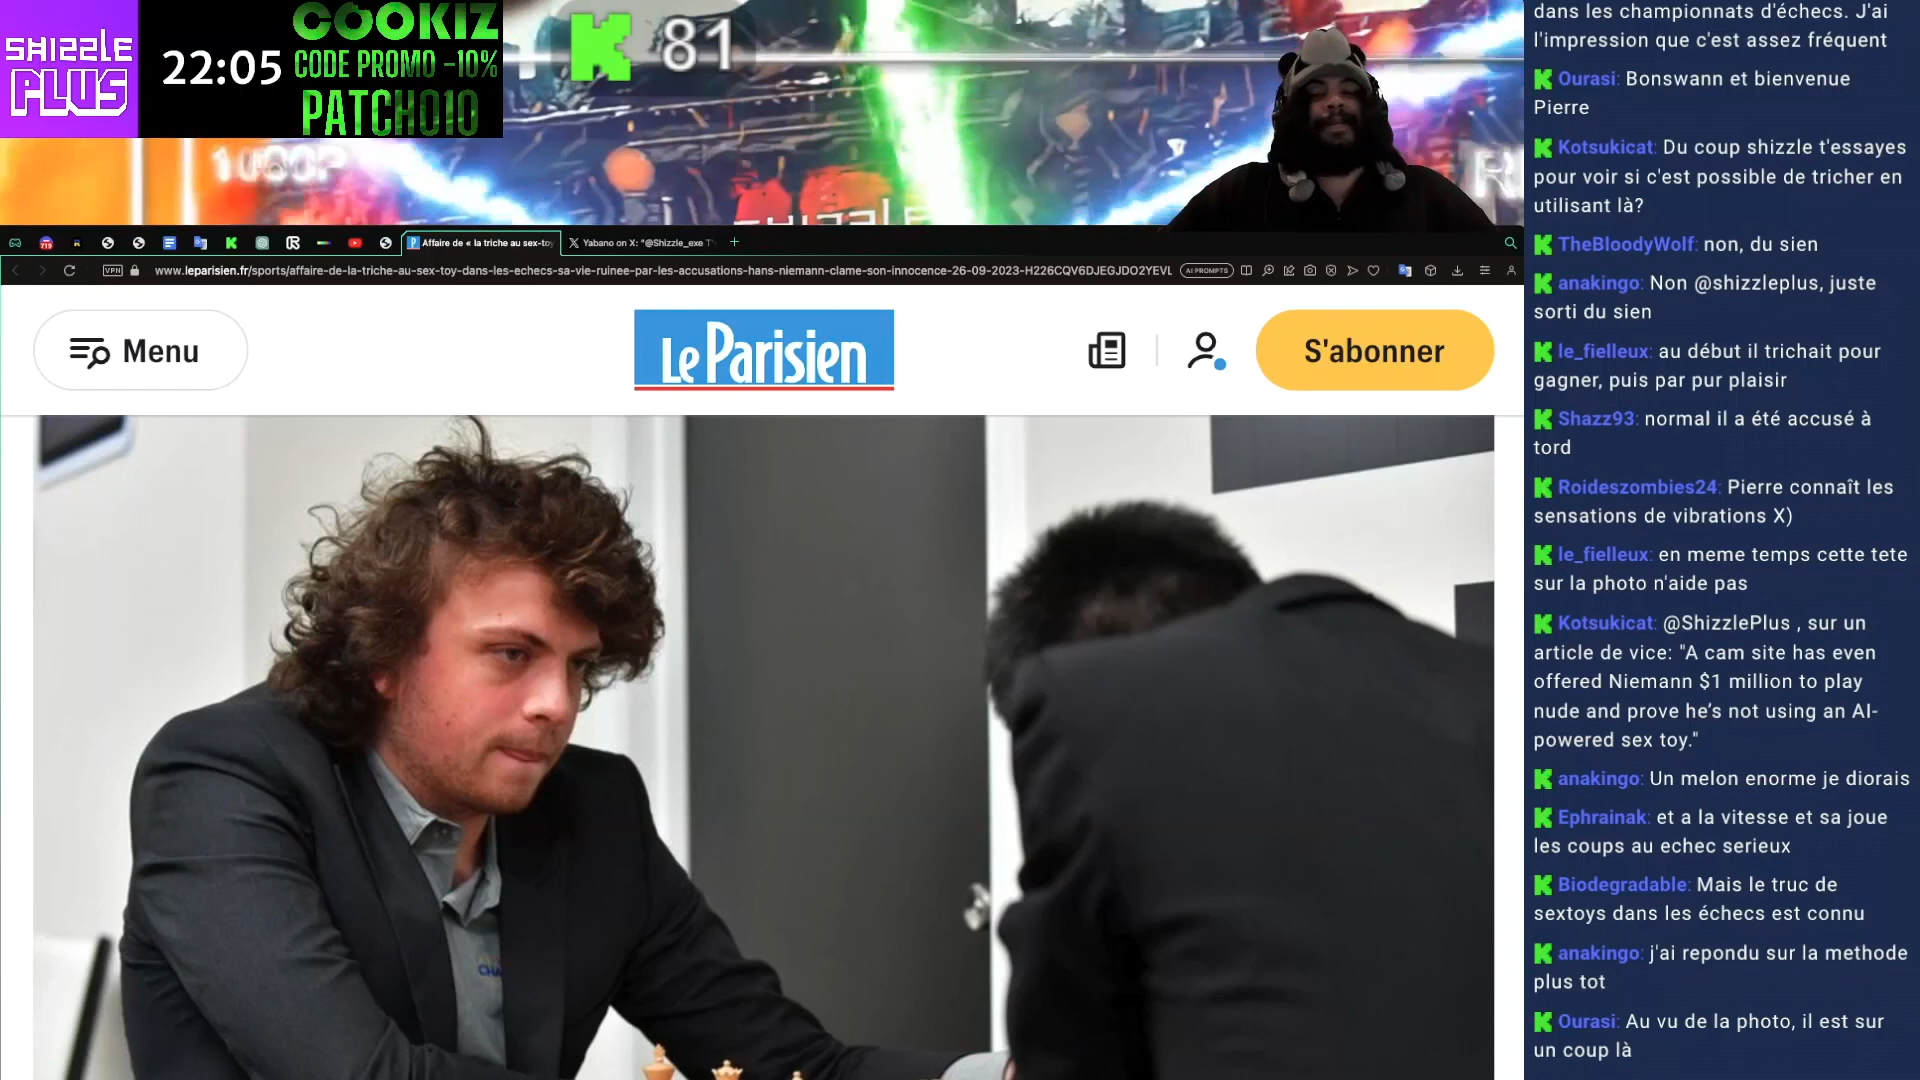 SHIZZLE
PLUS
22:05
COOKIZ
CODE PROMO -10%
PATCHO10
81
Affaire de « la triche au sex-toy
Yabano on X: "@Shizzle_exe T
VPN
www.leparisien.fr/sports/affaire-de-la-triche-au-sex-toy-dans-les-echecs-sa-vie-ruinee-par-les-accusations-hans-niemann-clame-son-innocence-26-09-2023-H226CQV6DJEGJDO2YEVL
AI PROMPTS
Menu
Le Parisien
S'abonner
dans les championnats d'échecs. J'ai
l'impression que c'est assez fréquent
Ourasi: Bonswann et bienvenue
Pierre
Kotsukicat: Du coup shizzle t'essayes
pour voir si c'est possible de tricher en
utilisant là?
TheBloodyWolf: non, du sien
anakingo: Non @shizzleplus, juste
sorti du sien
le_fielleux: au début il trichait pour
gagner, puis par pur plaisir
Shazz93: normal il a été accusé à
tord
Roideszombies24: Pierre connaît les
sensations de vibrations X)
le_fielleux: en meme temps cette tete
sur la photo n'aide pas
Kotsukicat: @ShizzlePlus , sur un
article de vice: "A cam site has even
offered Niemann $1 million to play
nude and prove he's not using an AI-
powered sex toy."
anakingo: Un melon enorme je diorais
Ephrainak: et a la vitesse et sa joue
les coups au echec serieux
Biodegradable: Mais le truc de
sextoys dans les échecs est connu
anakingo: j'ai repondu sur la methode
plus tot
Ourasi: Au vu de la photo, il est sur
un coup là